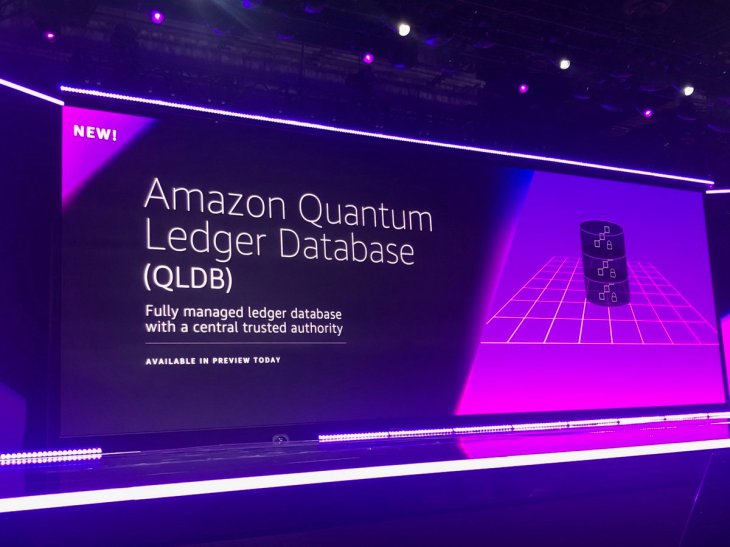 NEW!
Amazon Quantum
Ledger Database
(QLDB)
Fully managed ledger database
with a central trusted authority
AVAILABLE IN PREVIEW TODAY